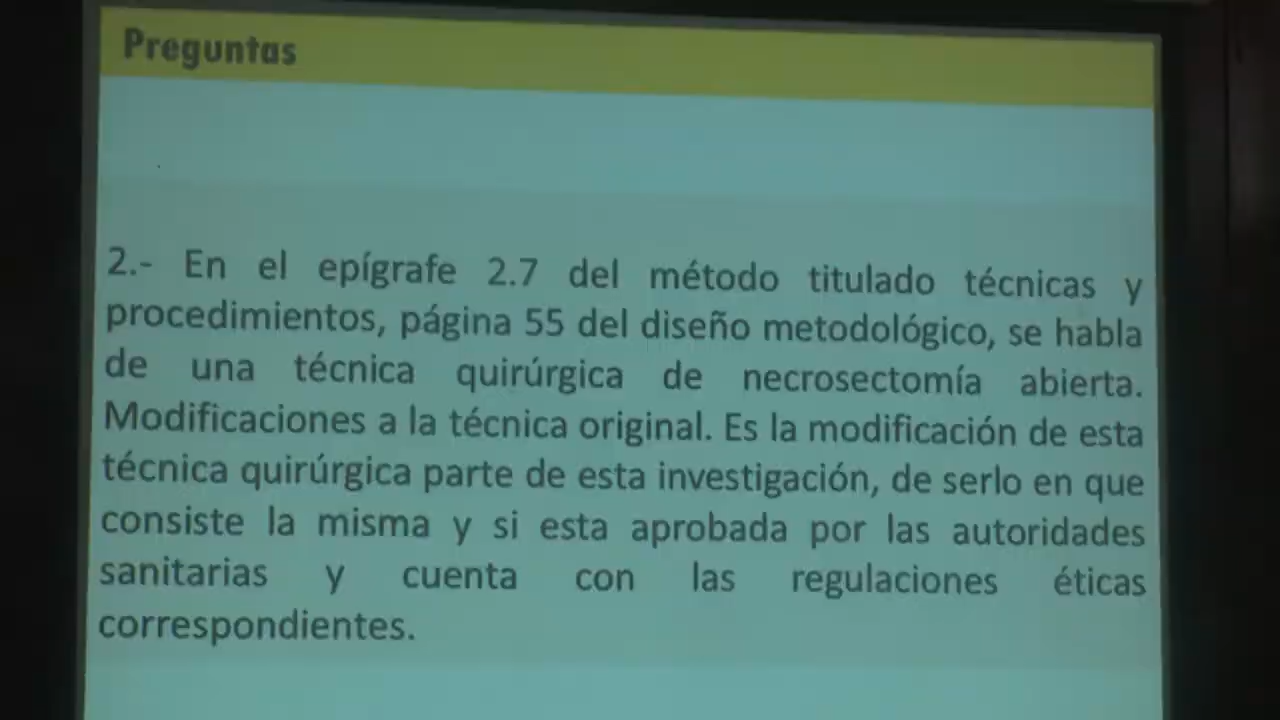 Preguntas
2.- En el epígrafe 2.7 del método titulado técnicas y
procedimientos, página 55 del diseño metodológico, se habla
de una técnica quirúrgica de necrosectomía abierta.
Modificaciones a la técnica original. Es la modificación de esta
técnica quirúrgica parte de esta investigación, de serlo en que
consiste la misma y si esta aprobada por las autoridades
sanitarias y cuenta con las regulaciones éticas
correspondientes.